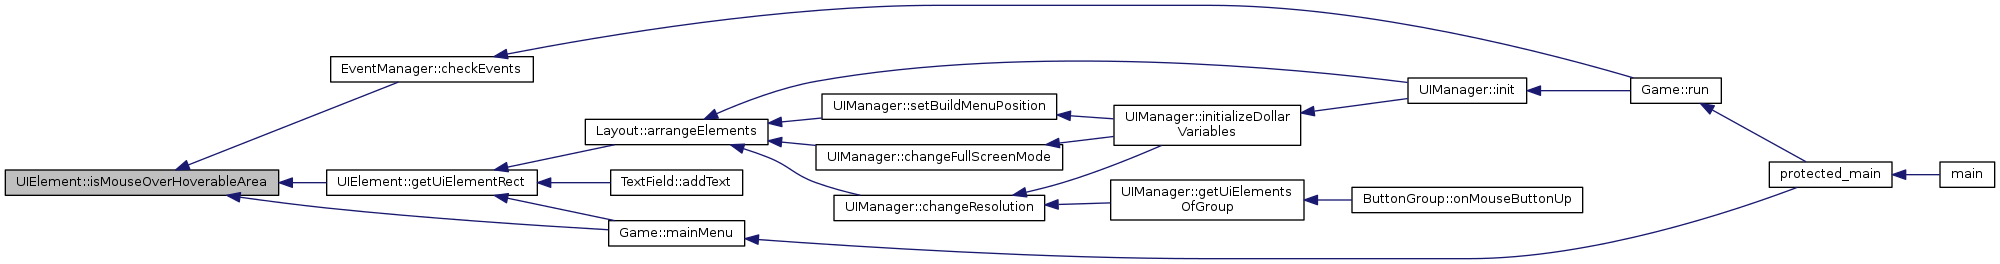 UIElement::isMouseOverHoverableArea
EventManager::checkEvents
UIElement::getUiElementRect
Layout::arrangeElements
TextField::addText
Game::mainMenu
UIManager::setBuildMenuPosition
UIManager::changeFullScreenMode
UIManager::changeResolution
UIManager::initializeDollar
Variables
UIManager::getUiElements
OfGroup
UIManager::init
ButtonGroup::onMouseButtonUp
Game::run
protected_main
main